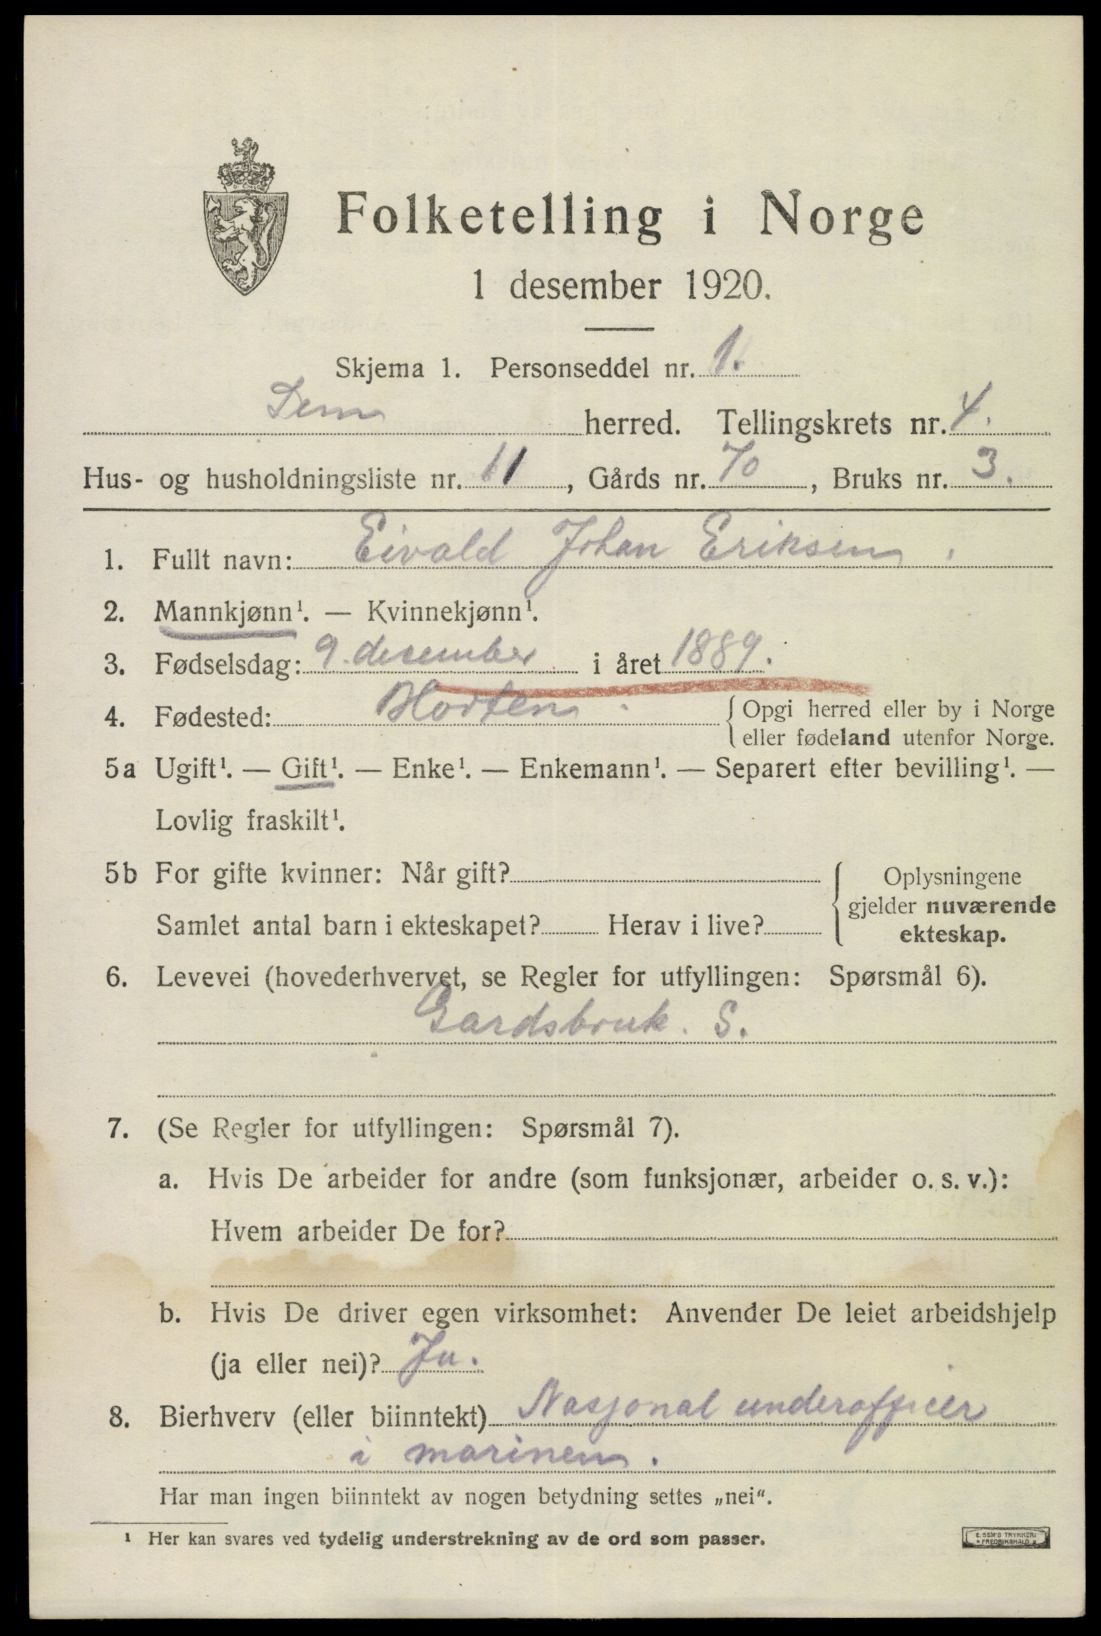 Folketelling i Norge
1 desember 1920.
Skjema 1. Personseddel nr. 1.
Sem herred. Tellingskrets nr. 4.
Hus- og husholdningsliste nr. 11, Gårds nr. 70, Bruks nr. 3.
1. Fullt navn: Eivald Johan Eriksen.
2. Mannkjønn¹. — Kvinnekjønn¹.
3. Fødselsdag: 9. desember i året 1889.
4. Fødested: Horten. { Opgi herred eller by i Norge
eller fødeland utenfor Norge.
5a Ugift¹. — Gift¹. — Enke¹. — Enkemann¹. — Separert efter bevilling¹. —
Lovlig fraskilt¹.
5b For gifte kvinner: Når gift?
Samlet antal barn i ekteskapet? Herav i live?
{ Oplysningene
gjelder nuværende
ekteskap.
6. Levevei (hovederhvervet, se Regler for utfyllingen: Spørsmål 6).
Gardsbruk. S.
7. (Se Regler for utfyllingen: Spørsmål 7).
a. Hvis De arbeider for andre (som funksjonær, arbeider o. s. v.):
Hvem arbeider De for?
b. Hvis De driver egen virksomhet: Anvender De leiet arbeidshjelp
(ja eller nei)? Ja.
8. Bierhverv (eller biinntekt) Nasjonal underofficer
i marinen.
Har man ingen biinntekt av nogen betydning settes „nei“.
¹ Her kan svares ved tydelig understrekning av de ord som passer.
E. SEM'S TRYKKERI
FREDRIKSHALD